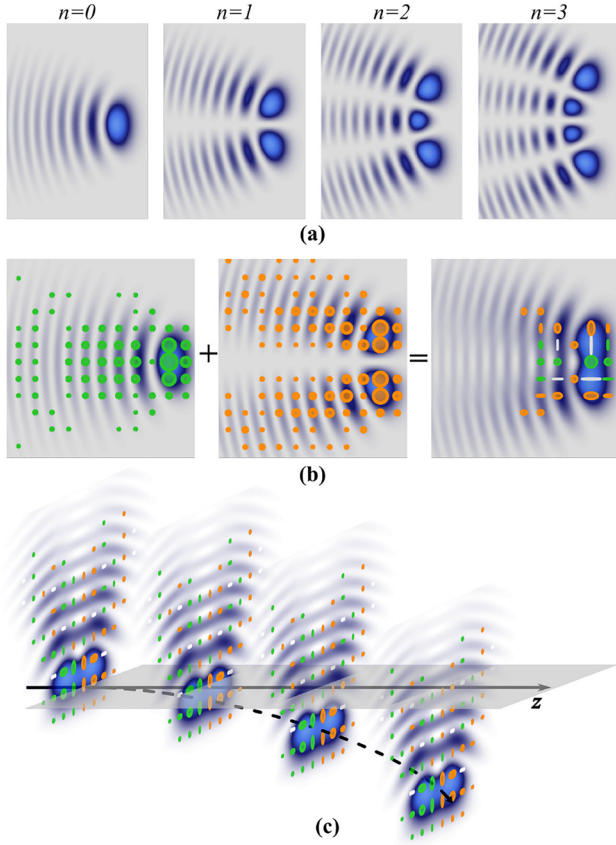 n=0 n=1 n=2 n=3
(a)
+ =
(b)
z
(c)